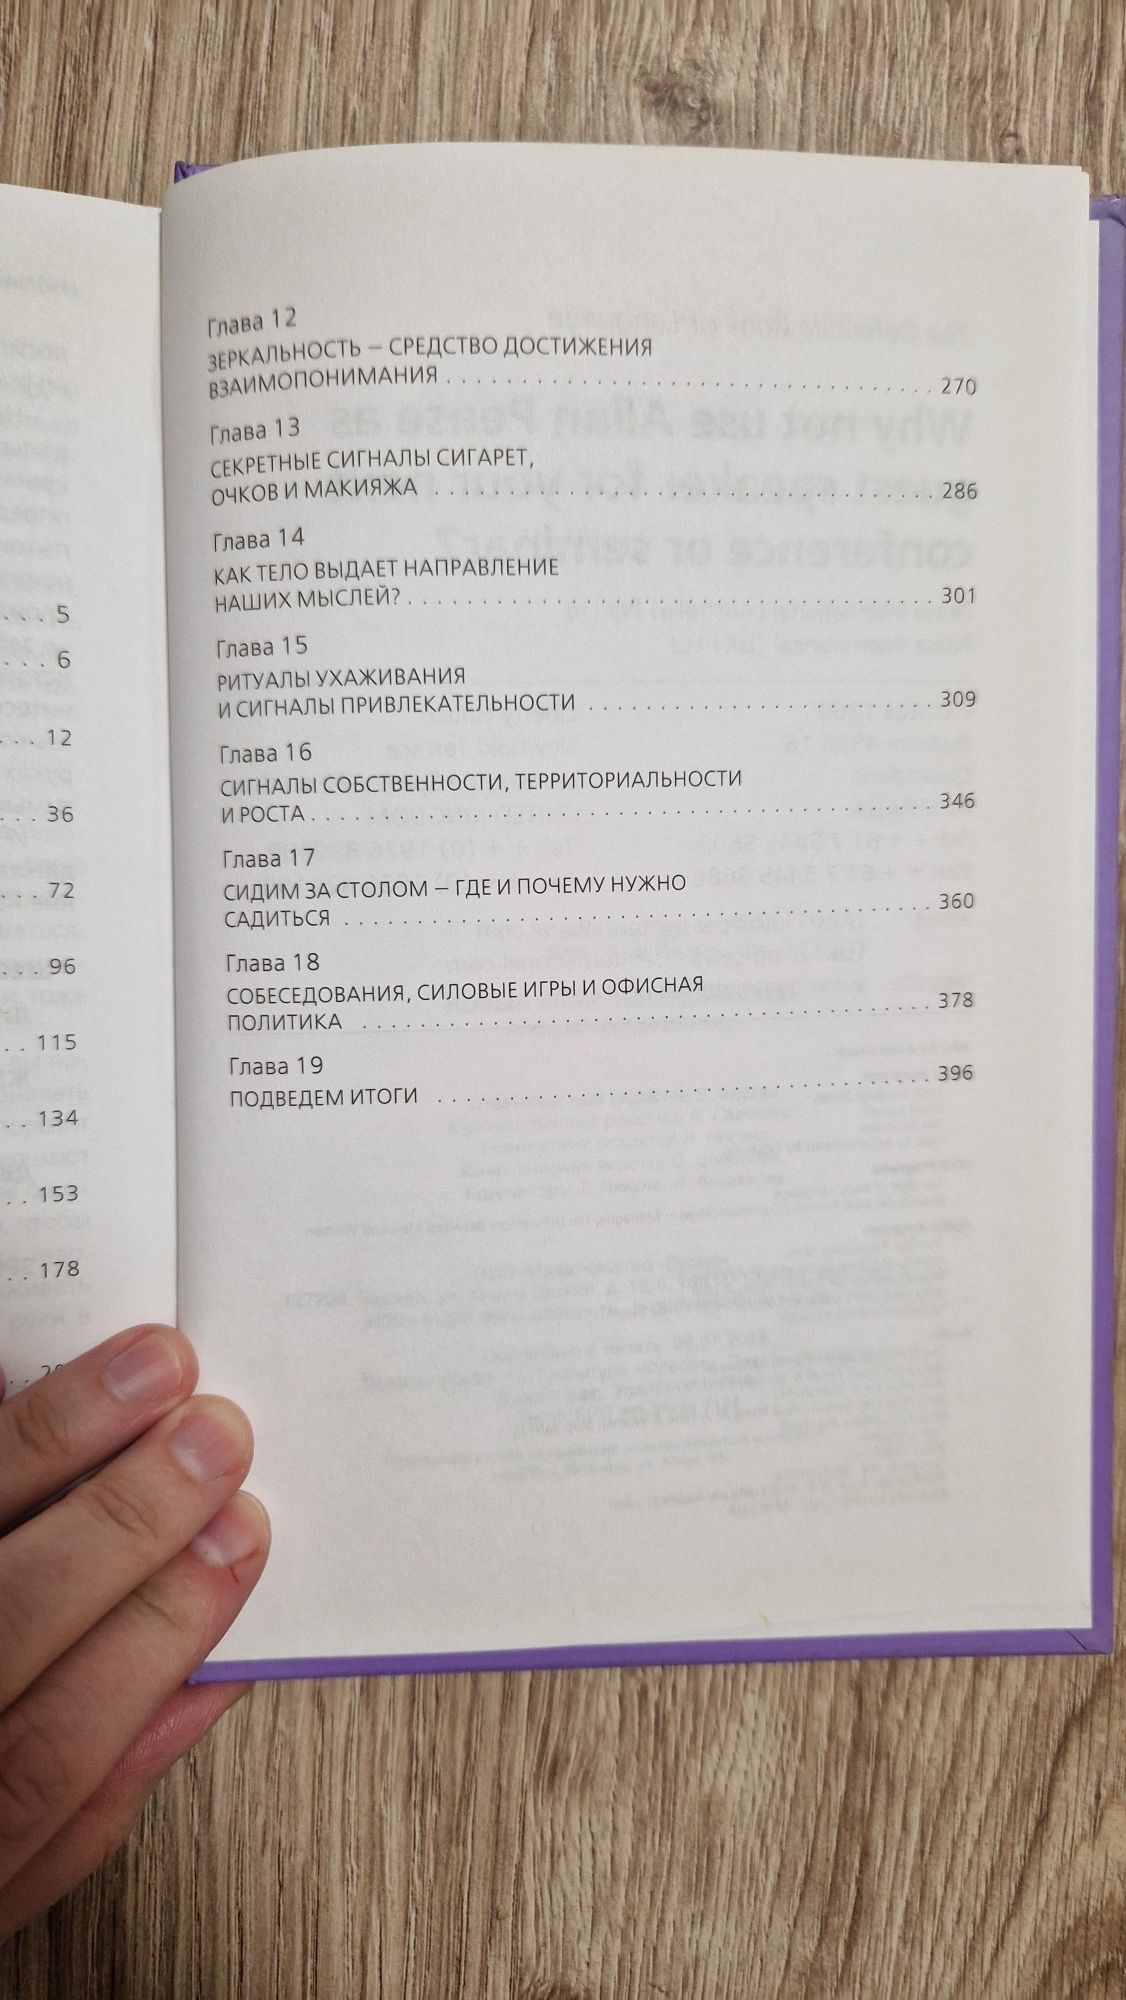 . . . . 5
. . . . 6
. . 12
. . . 36
. . . 72
. . . 96
. . 115
. . 134
. . . 153
. . 178
Глава 12
ЗЕРКАЛЬНОСТЬ – СРЕДСТВО ДОСТИЖЕНИЯ
ВЗАИМОПОНИМАНИЯ . . . . . . . . . . . . . . . . . . . . . . . . . . . . . . . 270
Глава 13
СЕКРЕТНЫЕ СИГНАЛЫ СИГАРЕТ,
ОЧКОВ И МАКИЯЖА . . . . . . . . . . . . . . . . . . . . . . . . . . . . . . . 286
Глава 14
КАК ТЕЛО ВЫДАЕТ НАПРАВЛЕНИЕ
НАШИХ МЫСЛЕЙ? . . . . . . . . . . . . . . . . . . . . . . . . . . . . . . . . . 301
Глава 15
РИТУАЛЫ УХАЖИВАНИЯ
И СИГНАЛЫ ПРИВЛЕКАТЕЛЬНОСТИ . . . . . . . . . . . . . . . . . . . . . 309
Глава 16
СИГНАЛЫ СОБСТВЕННОСТИ, ТЕРРИТОРИАЛЬНОСТИ
И РОСТА . . . . . . . . . . . . . . . . . . . . . . . . . . . . . . . . . . . . . . . 346
Глава 17
СИДИМ ЗА СТОЛОМ – ГДЕ И ПОЧЕМУ НУЖНО
САДИТЬСЯ . . . . . . . . . . . . . . . . . . . . . . . . . . . . . . . . . . . . . 360
Глава 18
СОБЕСЕДОВАНИЯ, СИЛОВЫЕ ИГРЫ И ОФИСНАЯ
ПОЛИТИКА . . . . . . . . . . . . . . . . . . . . . . . . . . . . . . . . . . . . 378
Глава 19
ПОДВЕДЕМ ИТОГИ . . . . . . . . . . . . . . . . . . . . . . . . . . . . . . . 396